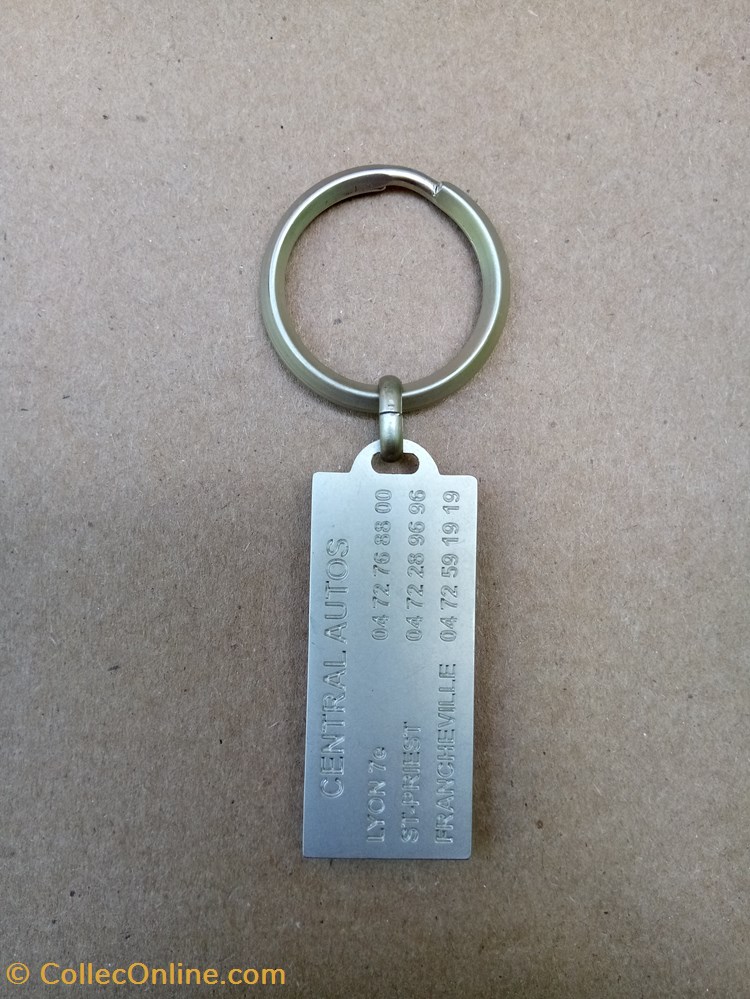 CENTRAL AUTOS
LYON 7e 04 72 76 88 00
ST-PRIEST 04 72 28 96 96
FRANCHEVILLE 04 72 59 19 19
© CollecOnline.com